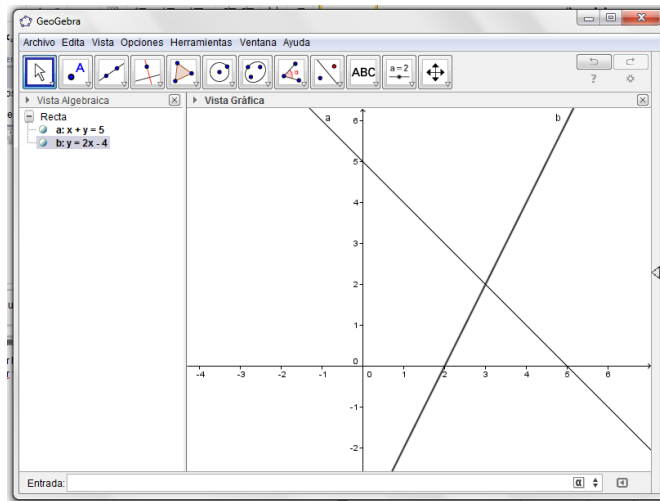 GeoGebra
Archivo Edita Vista Opciones Herramientas Ventana Ayuda
A
α
ABC
a=2
?
Vista Algebraica
Vista Gráfica
Recta
a: x + y = 5
b: y = 2x - 4
a
b
6
5
4
3
2
1
0
-1
-2
-4 -3 -2 -1 0 1 2 3 4 5 6
Entrada:
α